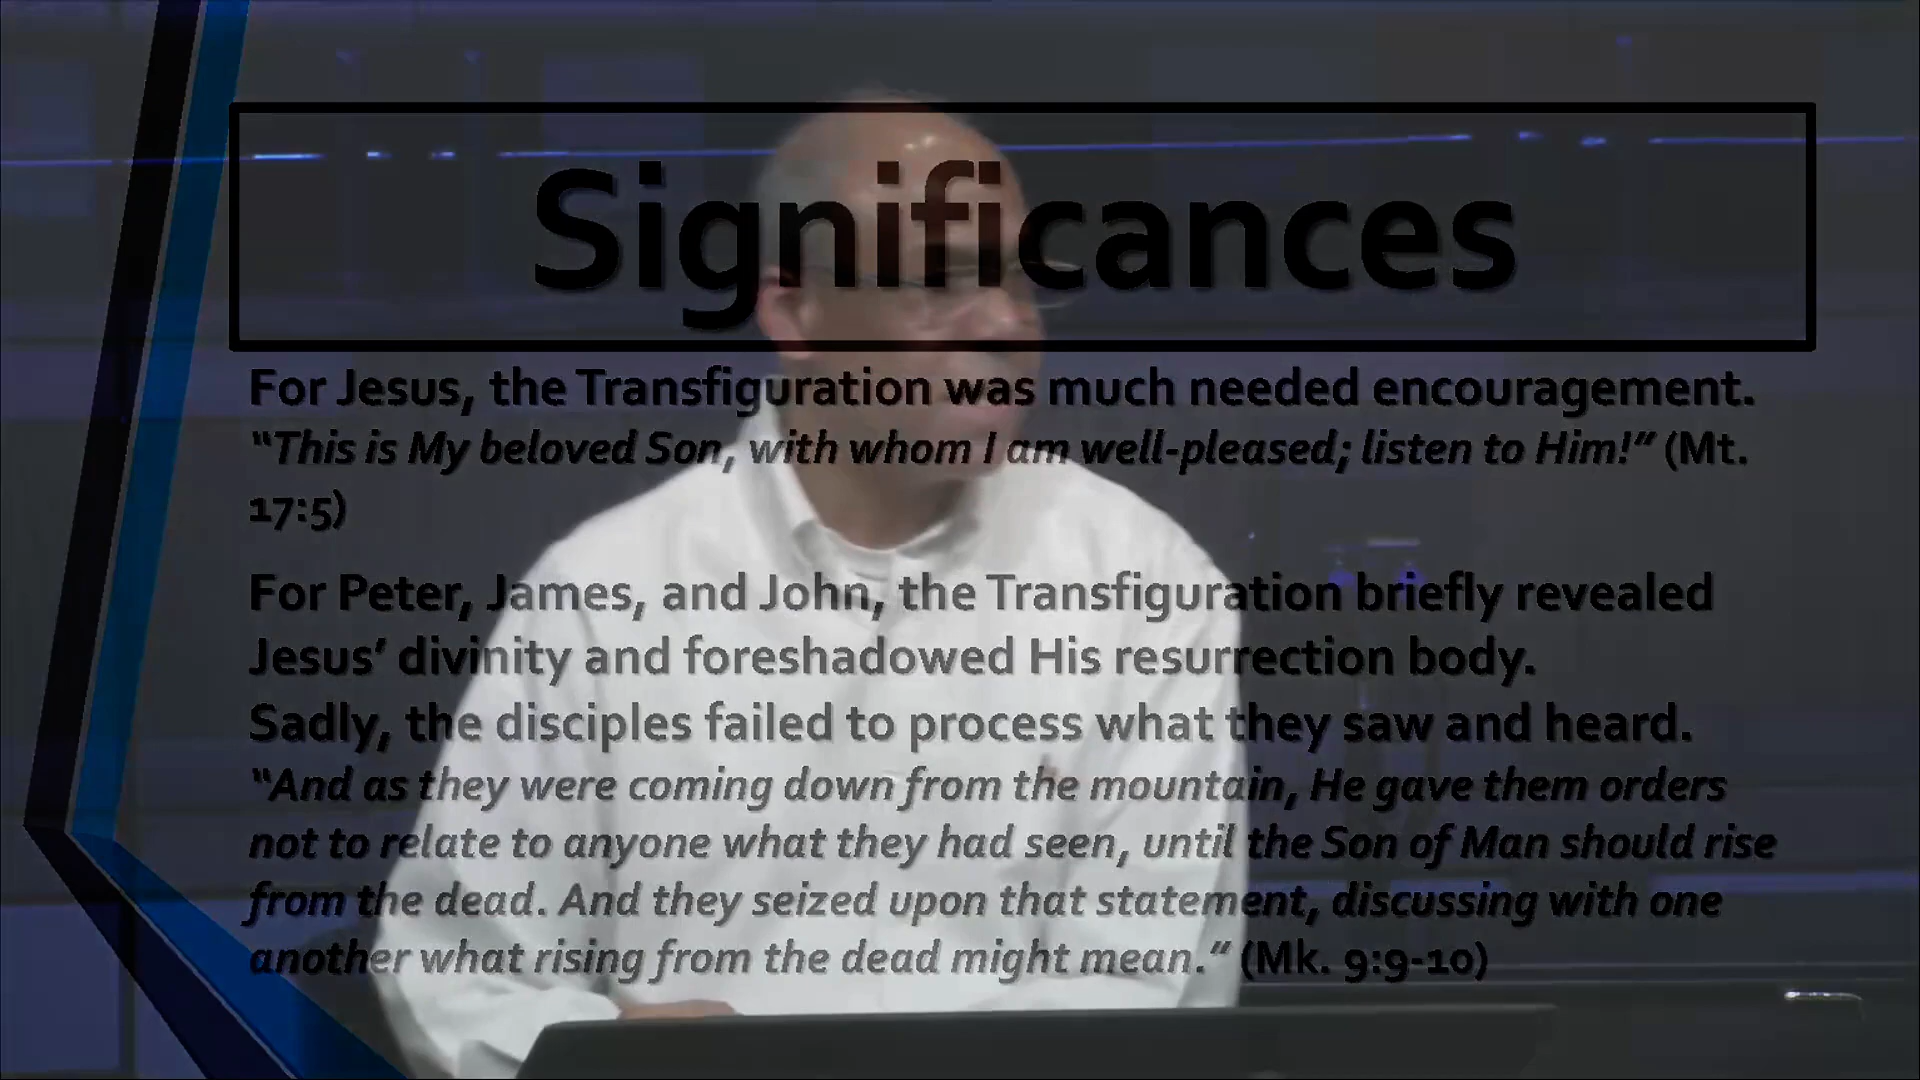 Significances
For Jesus, the Transfiguration was much needed encouragement.
“This is My beloved Son, with whom I am well-pleased; listen to Him!” (Mt.
17:5)
For Peter, James, and John, the Transfiguration briefly revealed
Jesus’ divinity and foreshadowed His resurrection body.
Sadly, the disciples failed to process what they saw and heard.
“And as they were coming down from the mountain, He gave them orders
not to relate to anyone what they had seen, until the Son of Man should rise
from the dead. And they seized upon that statement, discussing with one
another what rising from the dead might mean.” (Mk. 9:9-10)